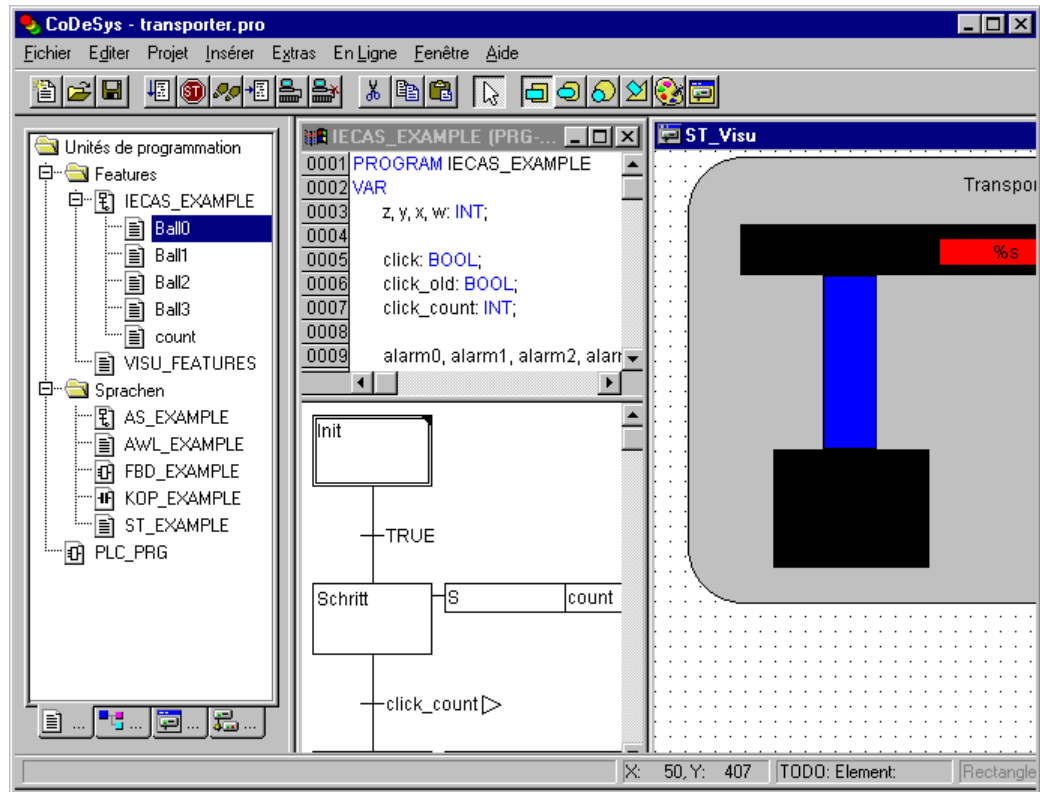 CoDeSys - transporter.pro
Fichier Editer Projet Insérer Extras En Ligne Fenêtre Aide
Unités de programmation
Features
IECAS_EXAMPLE
Ball0
Ball1
Ball2
Ball3
count
VISU_FEATURES
Sprachen
AS_EXAMPLE
AWL_EXAMPLE
FBD_EXAMPLE
KOP_EXAMPLE
ST_EXAMPLE
PLC_PRG
... ... ... ...
IECAS_EXAMPLE (PRG-...
0001 PROGRAM IECAS_EXAMPLE
0002 VAR
0003 z, y, x, w: INT;
0004
0005 click: BOOL;
0006 click_old: BOOL;
0007 click_count: INT;
0008
0009 alarm0, alarm1, alarm2, alarr
Init
TRUE
Schritt S count
click_count
ST_Visu
Transpo
%s
X: 50, Y: 407 TODO: Element: Rectangle